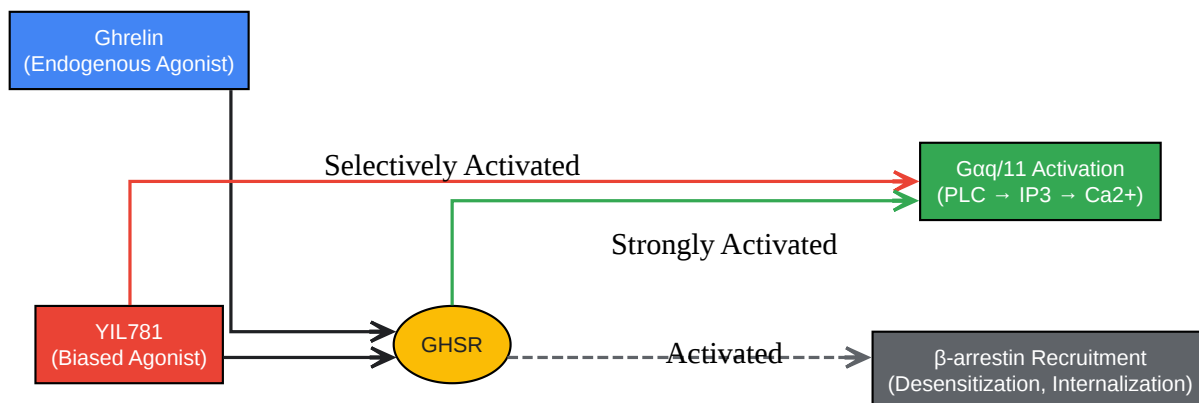 Ghrelin
(Endogenous Agonist)
Selectively Activated
Gαq/11 Activation
(PLC → IP3 → Ca2+)
Strongly Activated
YIL781
(Biased Agonist)
GHSR
Activated
β-arrestin Recruitment
(Desensitization, Internalization)